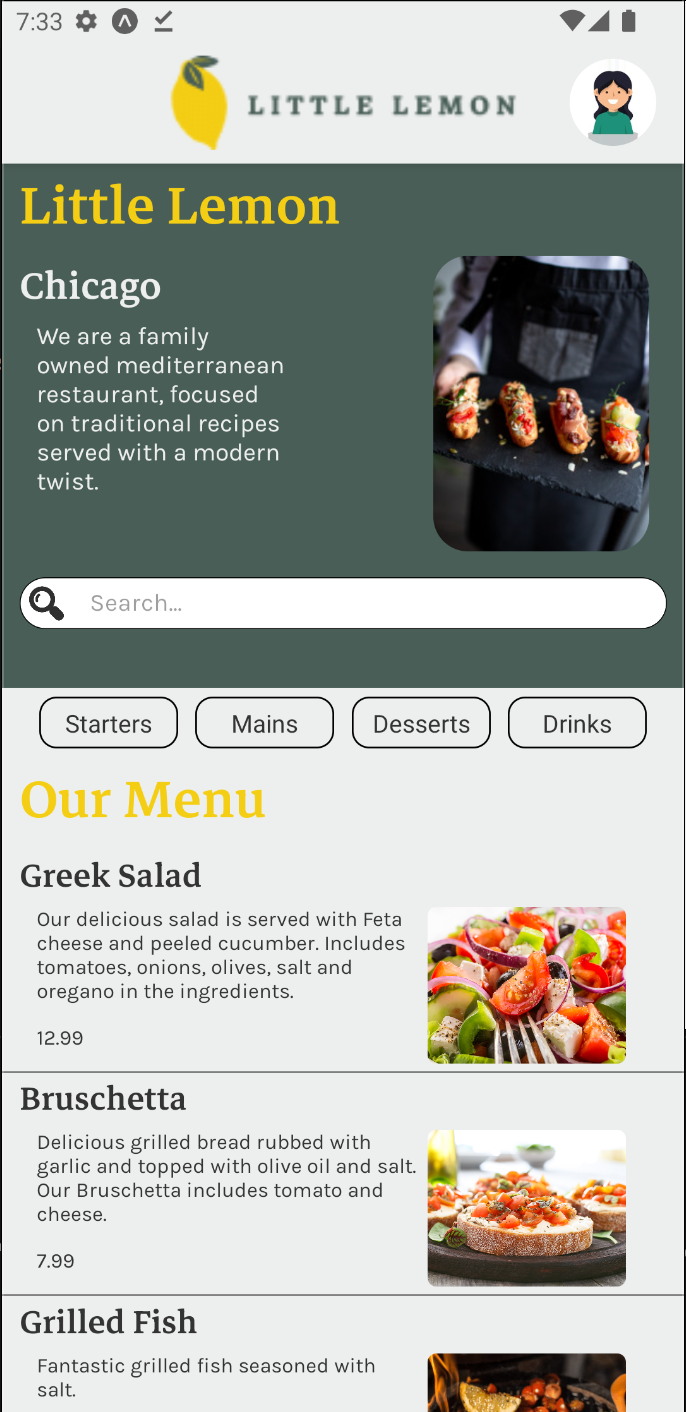 7:33
LITTLE LEMON
Little Lemon
Chicago
We are a family
owned mediterranean
restaurant, focused
on traditional recipes
served with a modern
twist.
Search...
Starters Mains Desserts Drinks
Our Menu
Greek Salad
Our delicious salad is served with Feta
cheese and peeled cucumber. Includes
tomatoes, onions, olives, salt and
oregano in the ingredients.
12.99
Bruschetta
Delicious grilled bread rubbed with
garlic and topped with olive oil and salt.
Our Bruschetta includes tomato and
cheese.
7.99
Grilled Fish
Fantastic grilled fish seasoned with
salt.